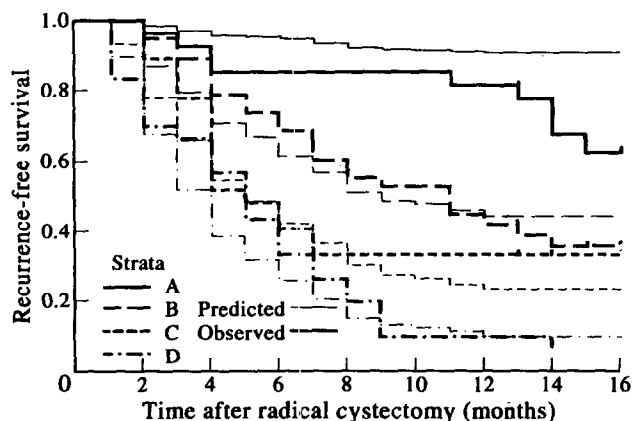 Recurrence-free survival
1.0
0.8
0.6
0.4
0.2
Strata
A
B Predicted
C Observed
D
0 2 4 6 8 10 12 14 16
Time after radical cystectomy (months)